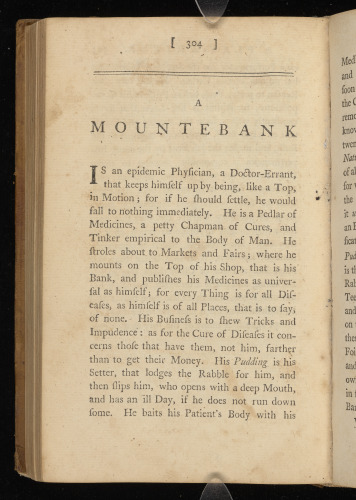 [ 304 ]
A
MOUNTEBANK
IS an epidemic Phyſician, a Doctor-Errant,
that keeps himſelf up by being, like a Top,
in Motion; for if he ſhould ſettle, he would
fall to nothing immediately. He is a Pedlar of
Medicines, a petty Chapman of Cures, and
Tinker empirical to the Body of Man. He
ſtroles about to Markets and Fairs; where he
mounts on the Top of his Shop, that is his
Bank, and publiſhes his Medicines as univer-
ſal as himſelf; for every Thing is for all Diſ-
eaſes, as himſelf is of all Places, that is to ſay,
of none. His Buſineſs is to ſhew Tricks and
Impudence: as for the Cure of Diſeaſes it con-
cerns thoſe that have them, not him, farther
than to get their Money. His Pudding is his
Setter, that lodges the Rabble for him, and
then ſlips him, who opens with a deep Mouth,
and has an ill Day, if he does not run down
ſome. He baits his Patient's Body with his